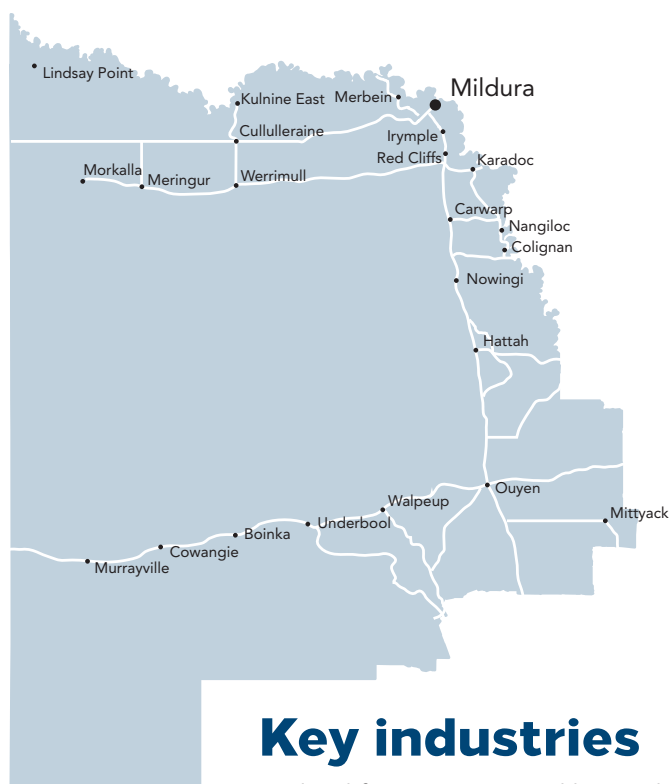 Lindsay Point
Mildura
Kulnine East
Merbein
Cullulleraine
Irymple
Red Cliffs
Karadoc
Morkalla
Meringur
Werrimull
Carwarp
Nangiloc
Colignan
Nowingi
Hattah
Ouyen
Walpeup
Mittyack
Underbool
Boinka
Cowangie
Murrayville
Key industries